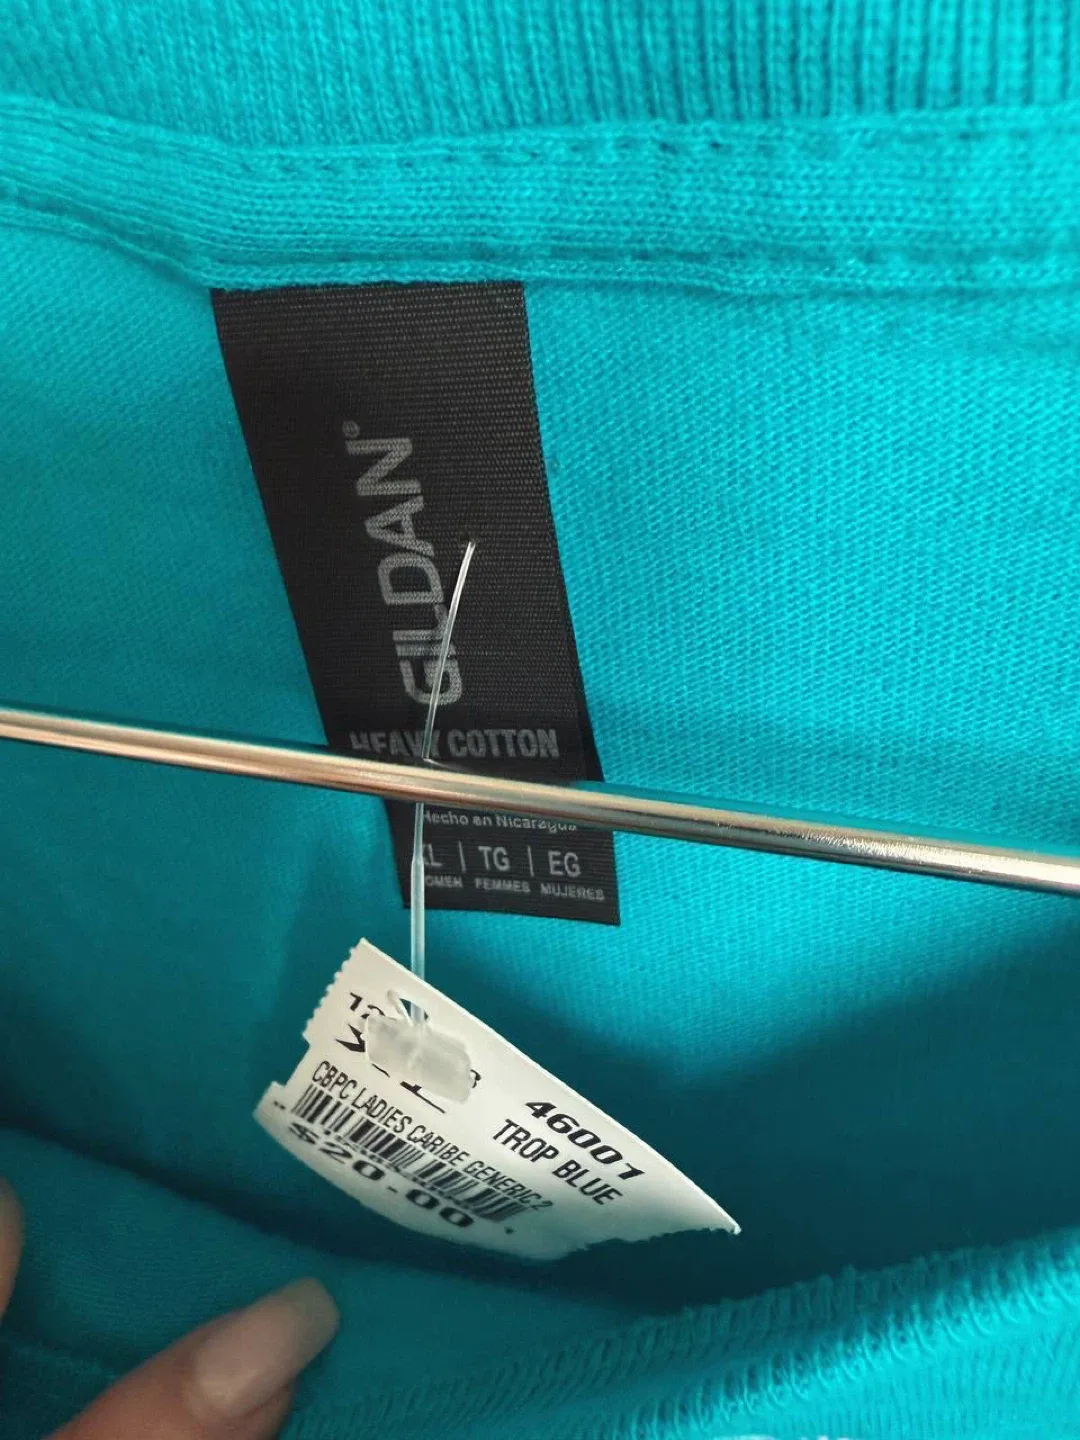 GILDAN®
HEAVY COTTON
Hecho en Nicaragua
XL | TG | EG
WOMEN FEMMES MUJERES
46001
TROP BLUE
CBPC LADIES CARIBE GENERIC2
$20.00